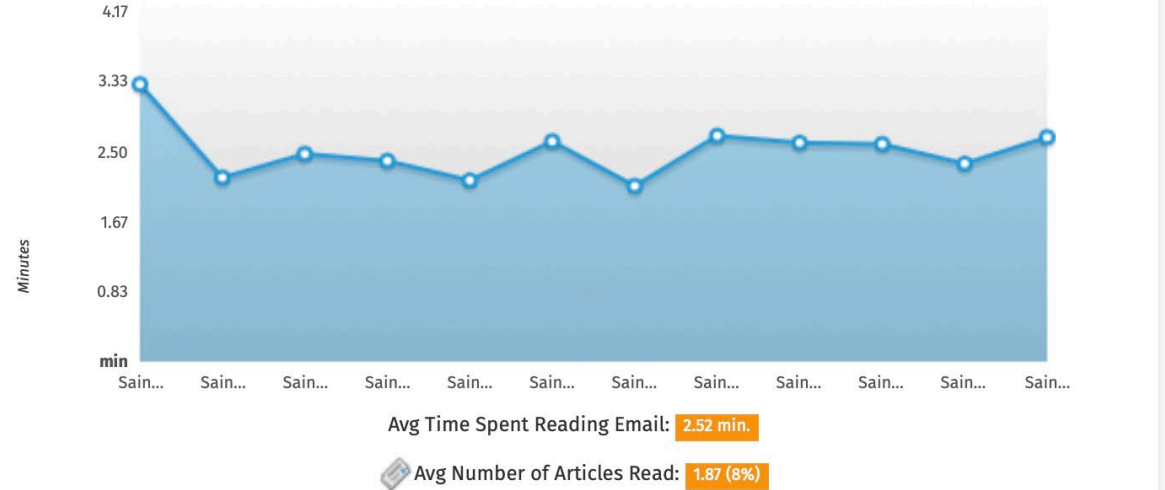 4.17
3.33
2.50
1.67
Minutes
0.83
min
Sain... Sain... Sain... Sain... Sain... Sain... Sain... Sain... Sain... Sain... Sain... Sain...
Avg Time Spent Reading Email: 2.52 min.
Avg Number of Articles Read: 1.87 (8%)